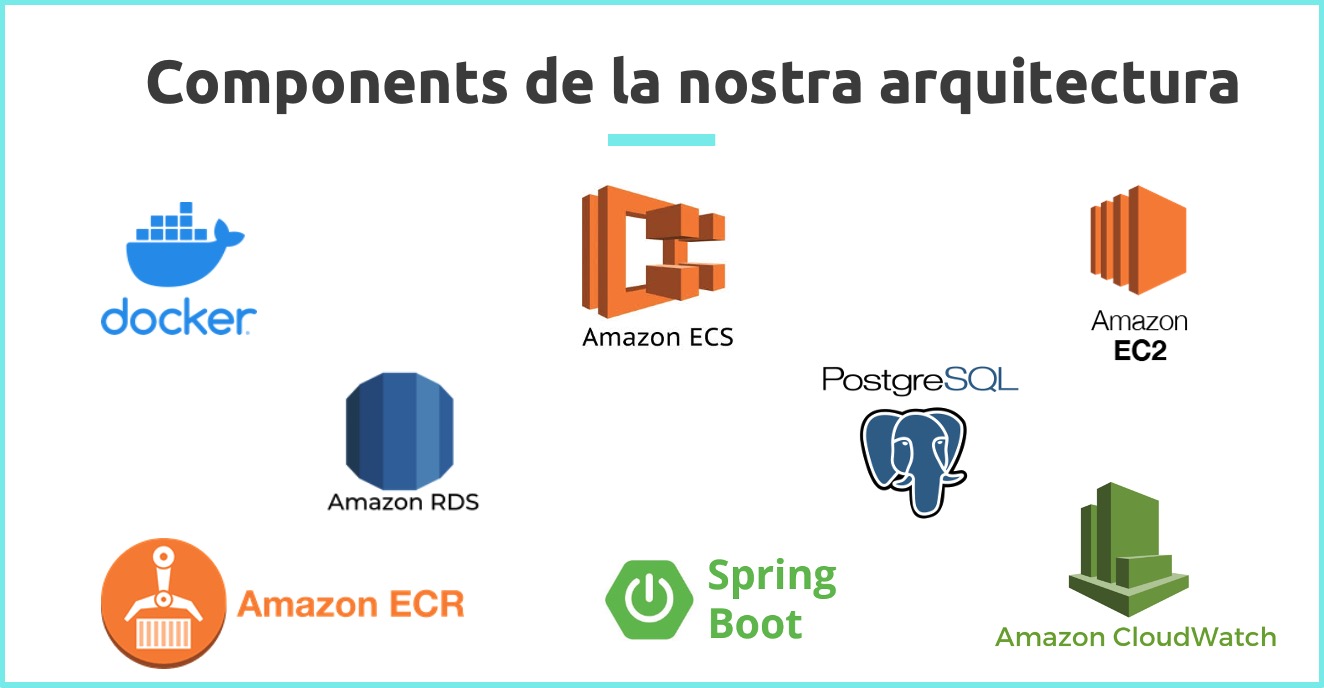 Components de la nostra arquitectura
docker
Amazon ECS
Amazon
EC2
PostgreSQL
Amazon RDS
Amazon ECR
Spring
Boot
Amazon CloudWatch